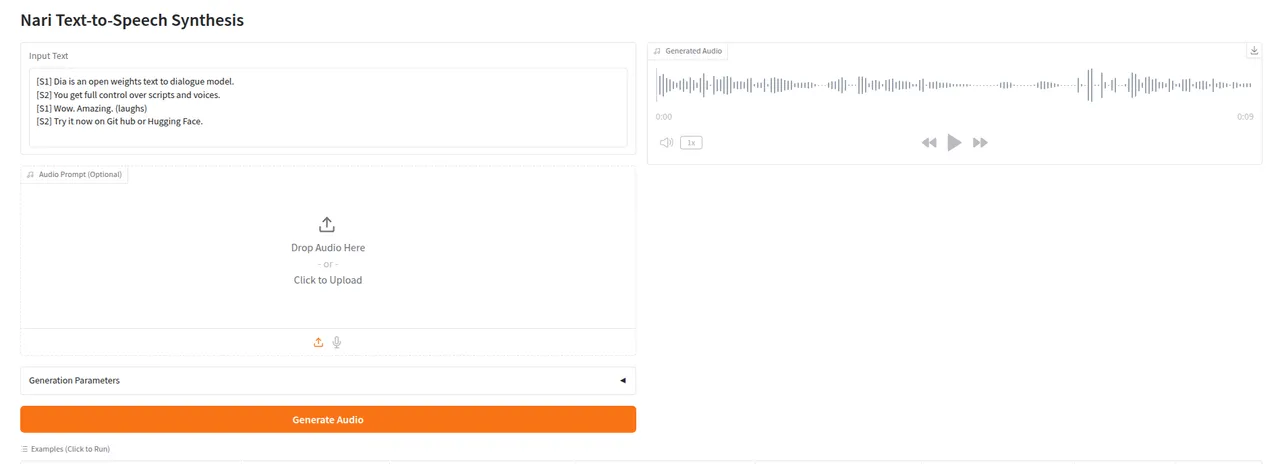 Nari Text-to-Speech Synthesis
Input Text
[S1] Dia is an open weights text to dialogue model.
[S2] You get full control over scripts and voices.
[S1] Wow. Amazing. (laughs)
[S2] Try it now on Git hub or Hugging Face.
Audio Prompt (Optional)
Drop Audio Here
- or -
Click to Upload
Generation Parameters
Generate Audio
Examples (Click to Run)
Generated Audio
0:00
0:09
1x